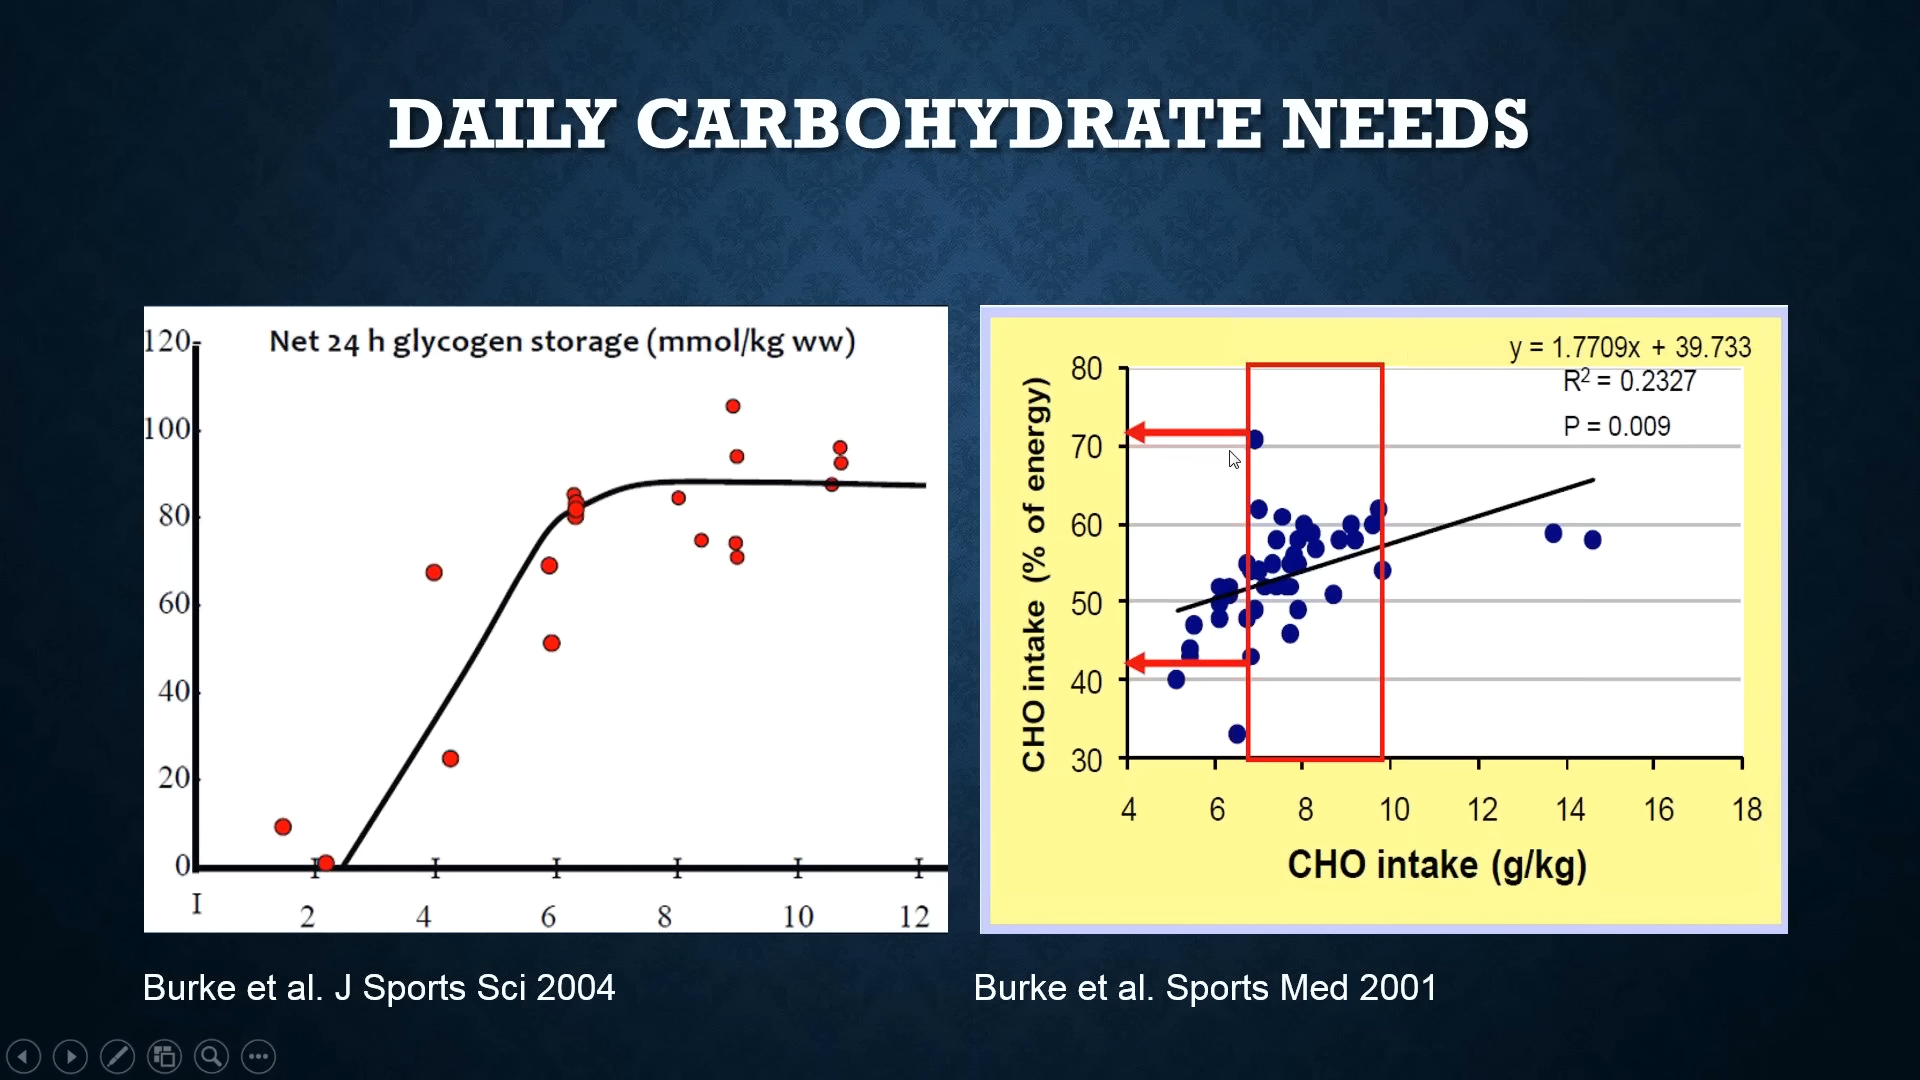 DAILY CARBOHYDRATE NEEDS
Net 24 h glycogen storage (mmol/kg ww)
120
100
80
60
40
20
0
I
2
4
6
8
10
12
Burke et al. J Sports Sci 2004
y = 1.7709x + 39.733
R² = 0.2327
P = 0.009
CHO intake (% of energy)
80
70
60
50
40
30
4
6
8
10
12
14
16
18
CHO intake (g/kg)
Burke et al. Sports Med 2001